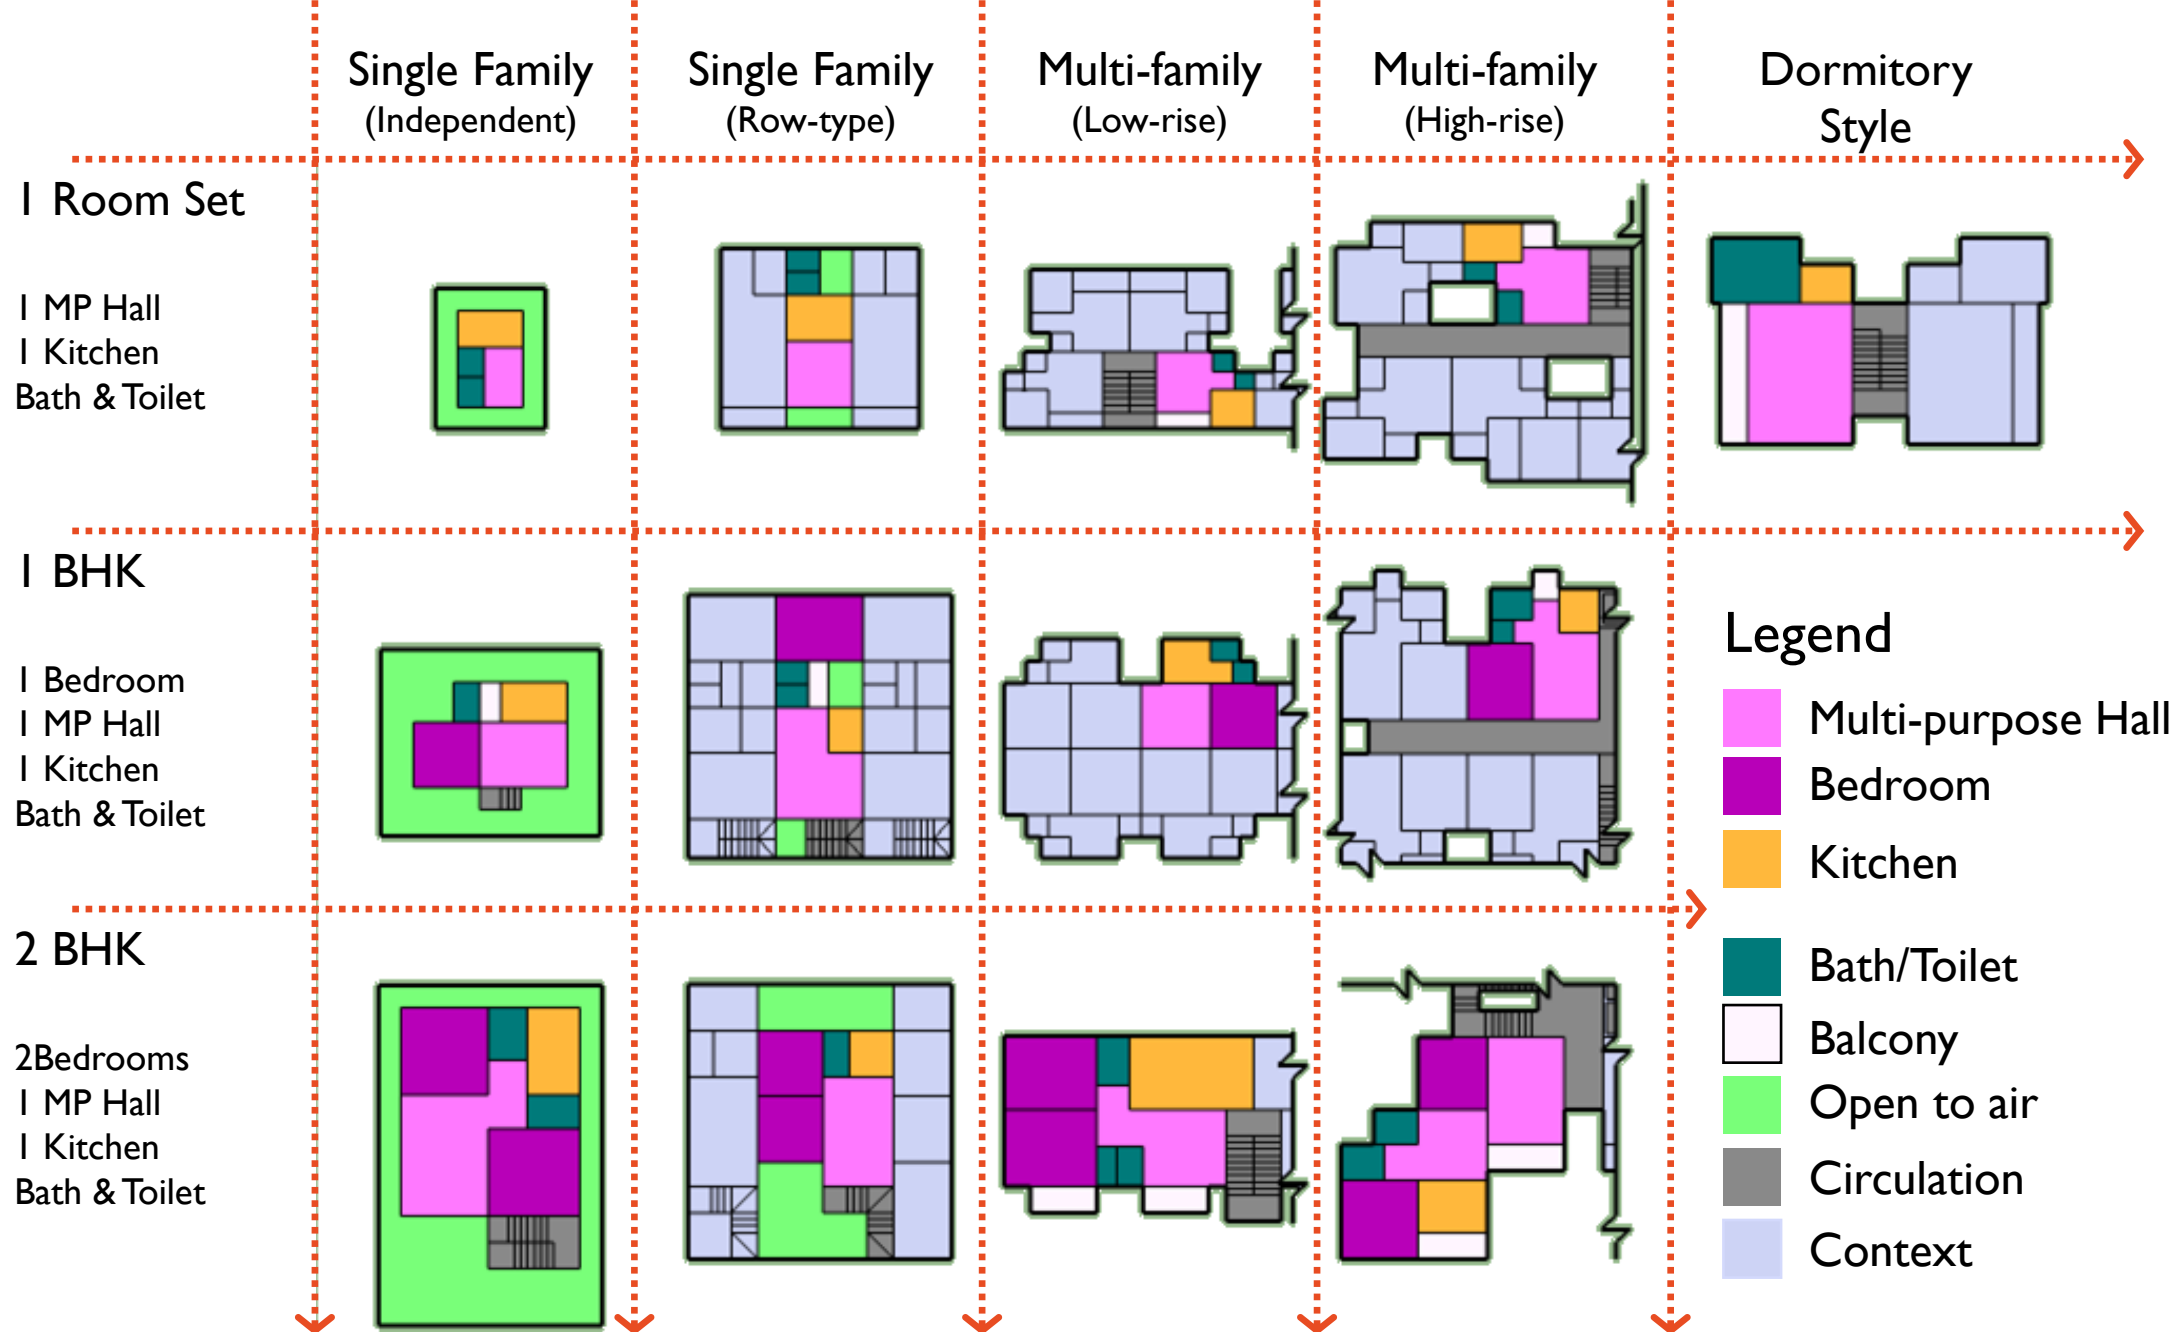 Single Family
(Independent)
Single Family
(Row-type)
Multi-family
(Low-rise)
Multi-family
(High-rise)
Dormitory
Style
1 Room Set
1 MP Hall
1 Kitchen
Bath & Toilet
1 BHK
1 Bedroom
1 MP Hall
1 Kitchen
Bath & Toilet
2 BHK
2Bedrooms
1 MP Hall
1 Kitchen
Bath & Toilet
Legend
Multi-purpose Hall
Bedroom
Kitchen
Bath/Toilet
Balcony
Open to air
Circulation
Context